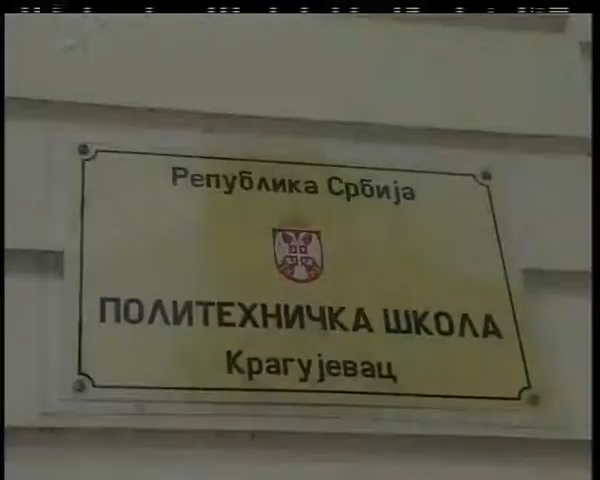 Република Србија
ПОЛИТЕХНИЧКА ШКОЛА
Крагујевац